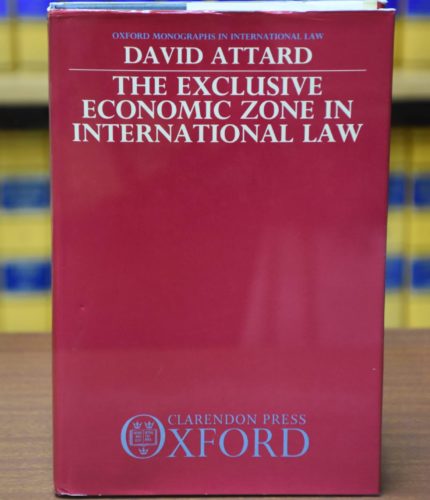 OXFORD MONOGRAPHS IN INTERNATIONAL LAW
DAVID ATTARD
THE EXCLUSIVE
ECONOMIC ZONE IN
INTERNATIONAL LAW
CLARENDON PRESS
OXFORD